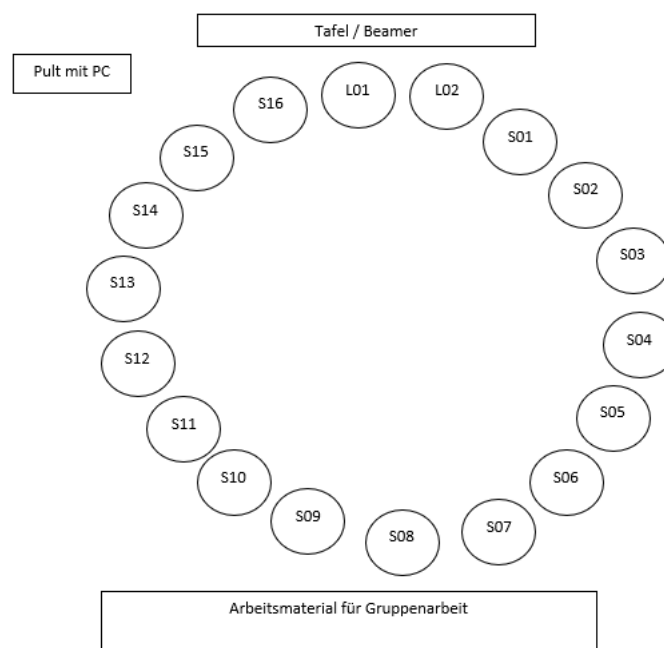 Tafel / Beamer
Pult mit PC
L01
L02
S16
S01
S15
S02
S14
S03
S13
S04
S12
S05
S11
S10
S06
S09
S07
S08
Arbeitsmaterial für Gruppenarbeit